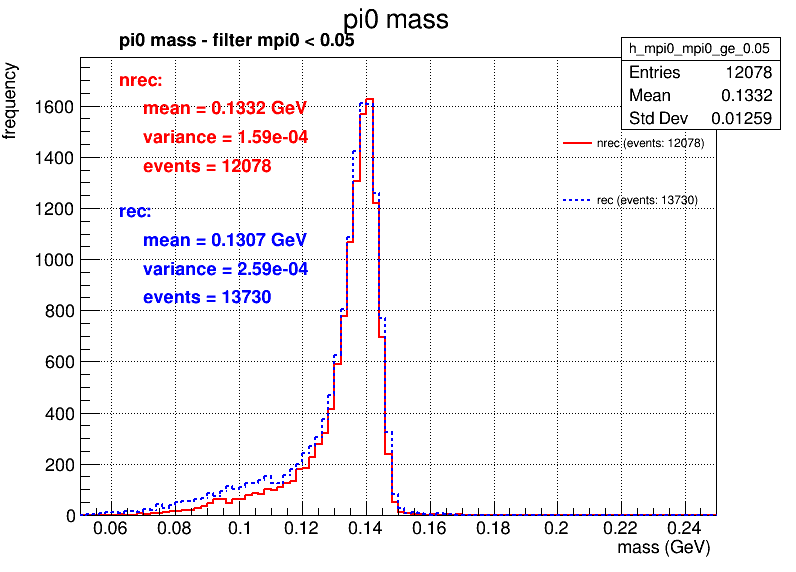 pi0 mass
pi0 mass - filter mpi0 < 0.05
h_mpi0_mpi0_ge_0.05
Entries 12078
Mean 0.1332
Std Dev 0.01259
frequency
nrec:
mean = 0.1332 GeV
variance = 1.59e-04
events = 12078
rec:
mean = 0.1307 GeV
variance = 2.59e-04
events = 13730
nrec (events: 12078)
rec (events: 13730)
1600
1400
1200
1000
800
600
400
200
0
0.06 0.08 0.1 0.12 0.14 0.16 0.18 0.2 0.22 0.24
mass (GeV)